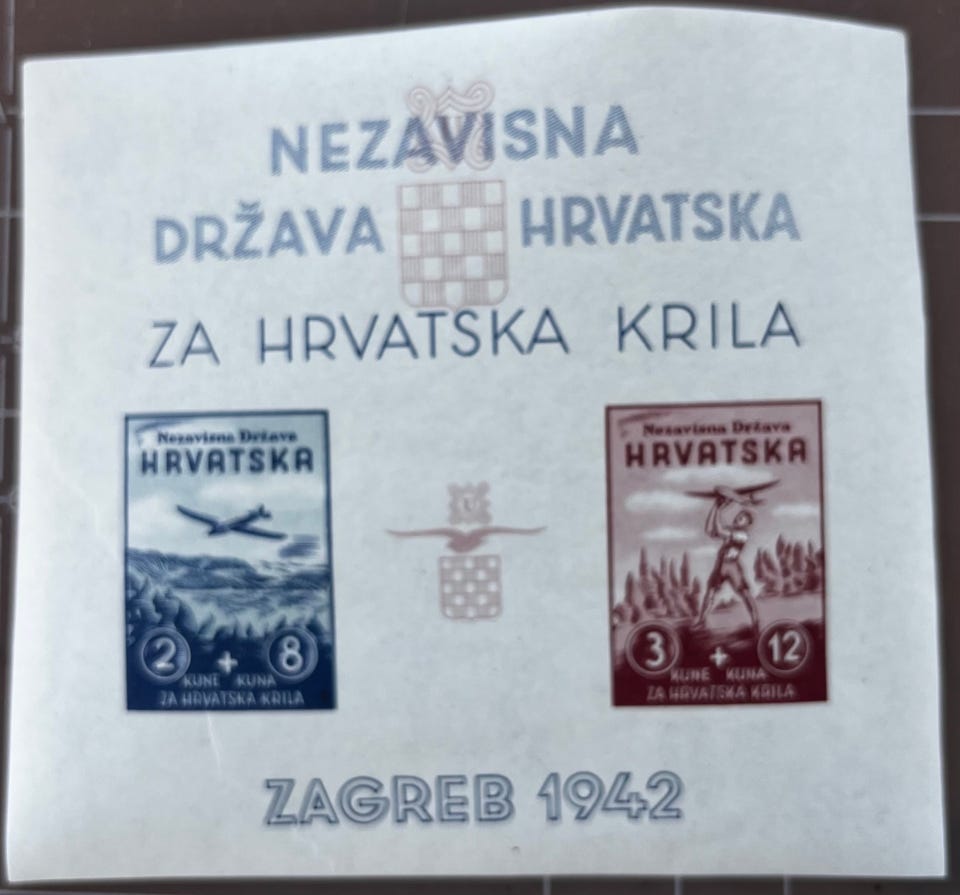 NEZAVISNA
DRŽAVA HRVATSKA
ZA HRVATSKA KRILA
Nezavisna Država
HRVATSKA
2 + 8
KUNE KUNA
ZA HRVATSKA KRILA
Nezavisna Država
HRVATSKA
3 + 12
KUNE KUNA
ZA HRVATSKA KRILA
ZAGREB 1942